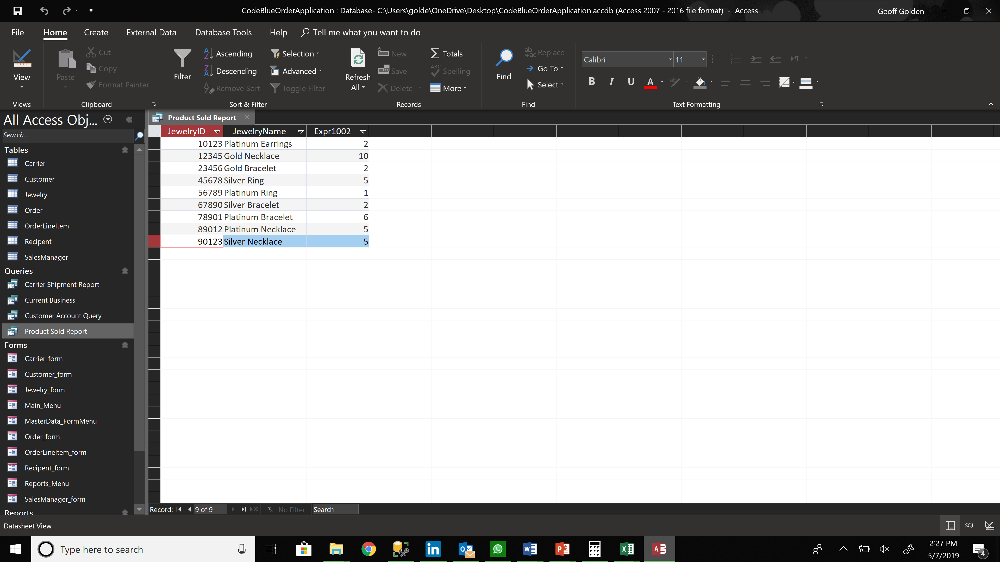 CodeBlueOrderApplication : Database- C:\Users\golde\OneDrive\Desktop\CodeBlueOrderApplication.accdb (Access 2007 - 2016 file format) - Access
Geoff Golden
File Home Create External Data Database Tools Help Tell me what you want to do
View
Views
Paste
Cut
Copy
Format Painter
Clipboard
Filter
Ascending
Descending
Remove Sort
Selection
Advanced
Toggle Filter
Sort & Filter
Refresh
All
New
Save
Delete
Totals
Spelling
More
Records
Find
Replace
Go To
Select
Find
Calibri 11
B I U A
Text Formatting
All Access Obj...
Search...
Tables
Carrier
Customer
Jewelry
Order
OrderLineItem
Recipent
SalesManager
Queries
Carrier Shipment Report
Current Business
Customer Account Query
Product Sold Report
Forms
Carrier_form
Customer_form
Jewelry_form
Main_Menu
MasterData_FormMenu
Order_form
OrderLineItem_form
Recipent_form
Reports_Menu
SalesManager_form
Reports
Product Sold Report
JewelryID JewelryName Expr1002
10123 Platinum Earrings 2
12345 Gold Necklace 10
23456 Gold Bracelet 2
45678 Silver Ring 5
56789 Platinum Ring 1
67890 Silver Bracelet 2
78901 Platinum Bracelet 6
89012 Platinum Necklace 5
90123 Silver Necklace 5
Record: 9 of 9 No Filter Search
Datasheet View
SQL
Type here to search
2:27 PM
5/7/2019
4